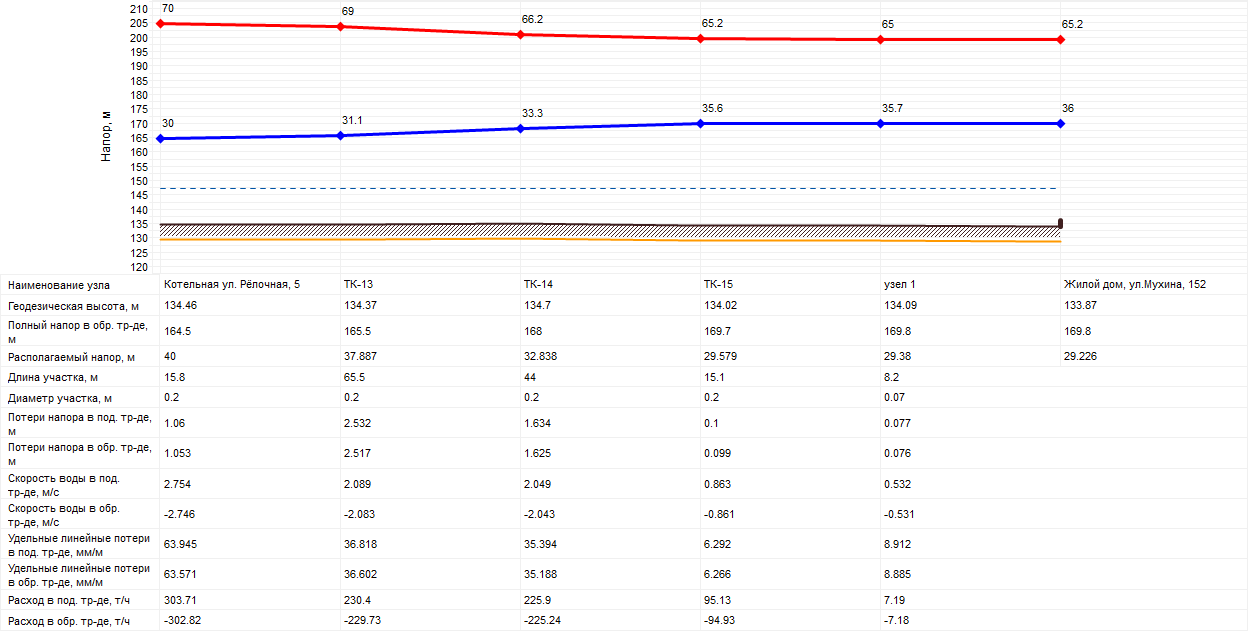 210
205
200
195
190
185
180
175
170
165
160
155
150
145
140
135
130
125
120
Напор, м
70
69
66.2
65.2
65
65.2
30
31.1
33.3
35.6
35.7
36
Наименование узла Котельная ул. Рёлочная, 5 ТК-13 ТК-14 ТК-15 узел 1 Жилой дом, ул.Мухина, 152
Геодезическая высота, м 134.46 134.37 134.7 134.02 134.09 133.87
Полный напор в обр. тр-де,
м
164.5 165.5 168 169.7 169.8 169.8
Располагаемый напор, м 40 37.887 32.838 29.579 29.38 29.226
Длина участка, м 15.8 65.5 44 15.1 8.2
Диаметр участка, м 0.2 0.2 0.2 0.2 0.07
Потери напора в под. тр-де,
м
1.06 2.532 1.634 0.1 0.077
Потери напора в обр. тр-де,
м
1.053 2.517 1.625 0.099 0.076
Скорость воды в под.
тр-де, м/с
2.754 2.089 2.049 0.863 0.532
Скорость воды в обр.
тр-де, м/с
-2.746 -2.083 -2.043 -0.861 -0.531
Удельные линейные потери
в под. тр-де, мм/м
63.945 36.818 35.394 6.292 8.912
Удельные линейные потери
в обр. тр-де, мм/м
63.571 36.602 35.188 6.266 8.885
Расход в под. тр-де, т/ч 303.71 230.4 225.9 95.13 7.19
Расход в обр. тр-де, т/ч -302.82 -229.73 -225.24 -94.93 -7.18